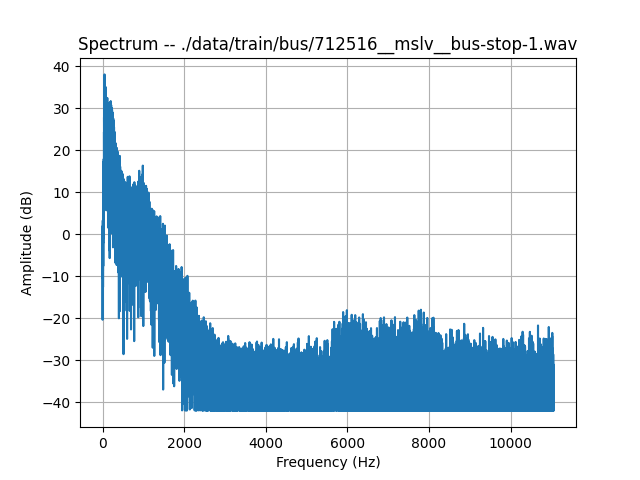 Spectrum -- ./data/train/bus/712516__mslv__bus-stop-1.wav
40
30
20
10
0
−10
−20
−30
−40
Amplitude (dB)
0 2000 4000 6000 8000 10000
Frequency (Hz)